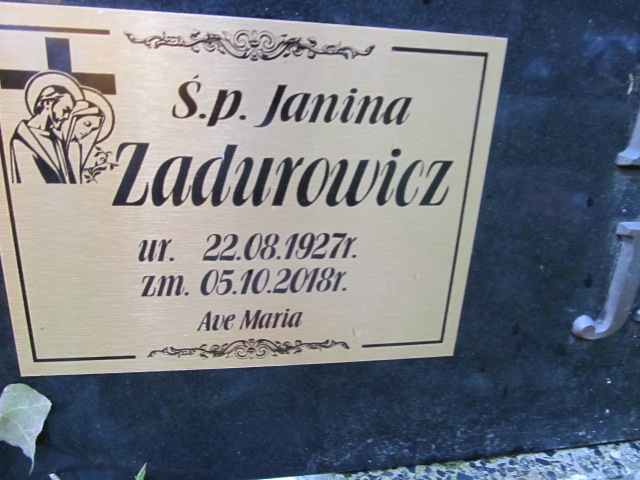 Ś.p. Janina
Zadurowicz
ur. 22.08.1927r.
zm. 05.10.2018r.
Ave Maria
J.